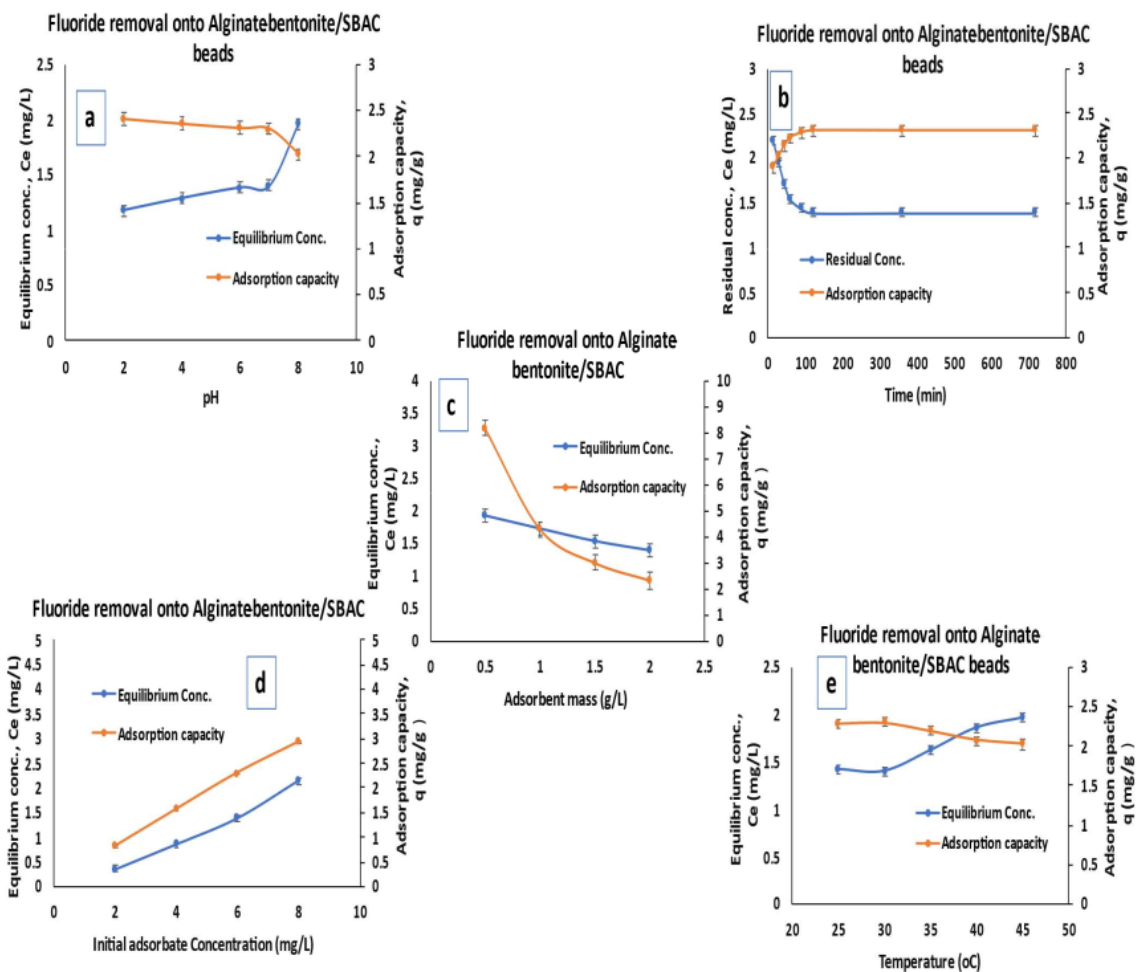 Fluoride removal onto Alginatebentonite/SBAC
beads
a
Equilibrium conc., Ce (mg/L)
2.5
2
1.5
1
0.5
0
3
2.5
2
1.5
1
0.5
0
Adsorption capacity,
q (mg/g)
Equilibrium Conc.
Adsorption capacity
0 2 4 6 8 10
pH
Fluoride removal onto Alginatebentonite/SBAC
beads
b
Residual conc., Ce (mg/L)
3
2.5
2
1.5
1
0.5
0
3
2.5
2
1.5
1
0.5
0
Adsorption capacity,
q (mg/g)
Residual Conc.
Adsorption capacity
0 100 200 300 400 500 600 700 800
Time (min)
Fluoride removal onto Alginate
bentonite/SBAC
c
Equilibrium conc.,
Ce (mg/L)
4
3.5
3
2.5
2
1.5
1
0.5
0
10
9
8
7
6
5
4
3
2
1
0
Adsorption capacity,
q (mg/g )
Equilibrium Conc.
Adsorption capacity
0 0.5 1 1.5 2 2.5
Adsorbent mass (g/L)
Fluoride removal onto Alginatebentonite/SBAC
d
Equilibrium conc., Ce (mg/L)
5
4.5
4
3.5
3
2.5
2
1.5
1
0.5
0
5
4.5
4
3.5
3
2.5
2
1.5
1
0.5
0
Adsorption capacity,
q (mg/g )
Equilibrium Conc.
Adsorption capacity
0 2 4 6 8 10
Initial adsorbate Concentration (mg/L)
Fluoride removal onto Alginate
bentonite/SBAC beads
e
Equilibrium conc.,
Ce (mg/L)
2.5
2
1.5
1
0.5
0
3
2.5
2
1.5
1
0.5
0
Adsorption capacity,
q (mg/g )
Equilibrium Conc.
Adsorption capacity
20 25 30 35 40 45 50
Temperature (oC)